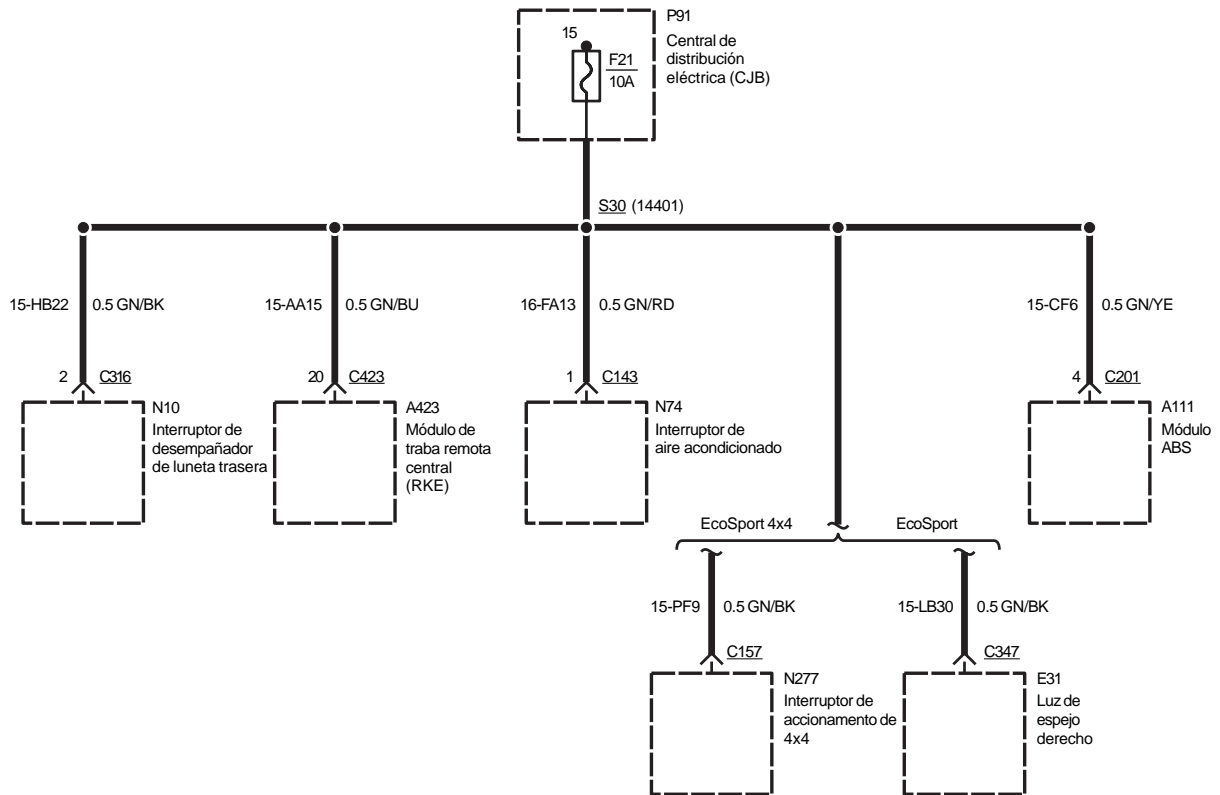 P91
Central de
distribución
eléctrica (CJB)
15
F21
10A
S30 (14401)
15-HB22 0.5 GN/BK
15-AA15 0.5 GN/BU
16-FA13 0.5 GN/RD
15-CF6 0.5 GN/YE
2 C316
20 C423
1 C143
4 C201
N10
Interruptor de
desempañador
de luneta trasera
A423
Módulo de
traba remota
central
(RKE)
N74
Interruptor de
aire acondicionado
A111
Módulo
ABS
EcoSport 4x4
EcoSport
15-PF9 0.5 GN/BK
15-LB30 0.5 GN/BK
C157
C347
N277
Interruptor de
accionamento de
4x4
E31
Luz de
espejo
derecho